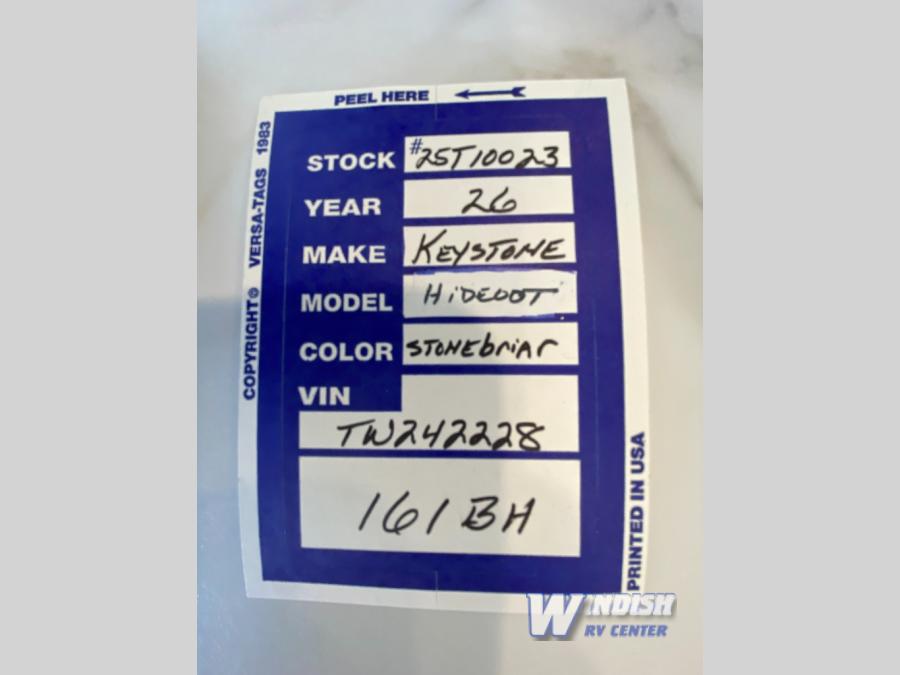 PEEL HERE
COPYRIGHT© VERSA-TAGS 1983
STOCK #25T10023
YEAR 26
MAKE KEYSTONE
MODEL HiDEOUT
COLOR STONEbriar
VIN
TW242228
161BH
PRINTED IN USA
WINDISH
RV CENTER